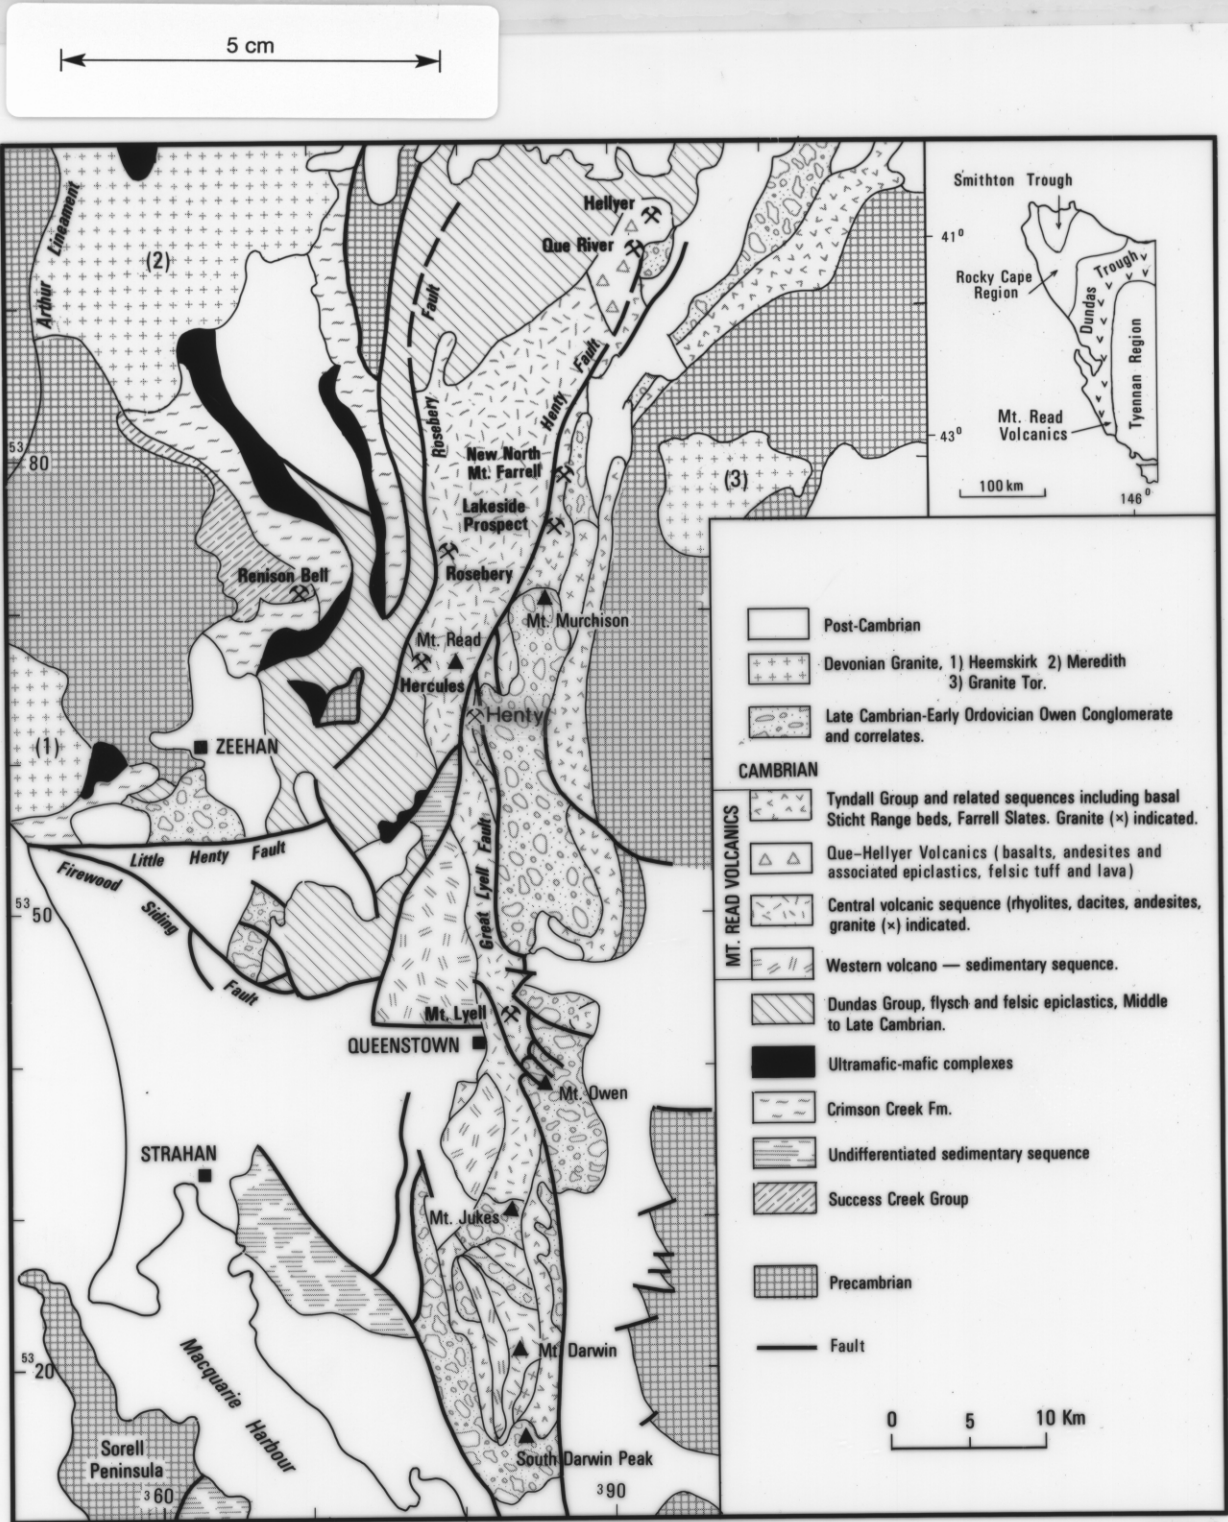 5 cm
Smithton Trough
41°
Rocky Cape
Region
Trough
Dundas
Tyennan Region
Mt. Read
Volcanics
43°
100 km
146°
Arthur Lineament
(2)
Hellyer
Que River
Fault
Henty Fault
Rosebery
53 80
New North
Mt. Farrell
(3)
Lakeside
Prospect
Rosebery
Renison Bell
Mt. Murchison
Mt. Read
Hercules
Henty
(1)
ZEEHAN
Little Henty Fault
Firewood Siding Fault
Great Lyell Fault
53 50
Mt. Lyell
QUEENSTOWN
Mt. Owen
STRAHAN
Mt. Jukes
Mt Darwin
53 20
Macquarie Harbour
Sorell
Peninsula
South Darwin Peak
3 60
3 90
Post-Cambrian
Devonian Granite, 1) Heemskirk 2) Meredith
3) Granite Tor.
Late Cambrian-Early Ordovician Owen Conglomerate
and correlates.
CAMBRIAN
MT. READ VOLCANICS
Tyndall Group and related sequences including basal
Sticht Range beds, Farrell Slates. Granite (×) indicated.
Que-Hellyer Volcanics (basalts, andesites and
associated epiclastics, felsic tuff and lava)
Central volcanic sequence (rhyolites, dacites, andesites,
granite (×) indicated.
Western volcano — sedimentary sequence.
Dundas Group, flysch and felsic epiclastics, Middle
to Late Cambrian.
Ultramafic-mafic complexes
Crimson Creek Fm.
Undifferentiated sedimentary sequence
Success Creek Group
Precambrian
Fault
0 5 10 Km